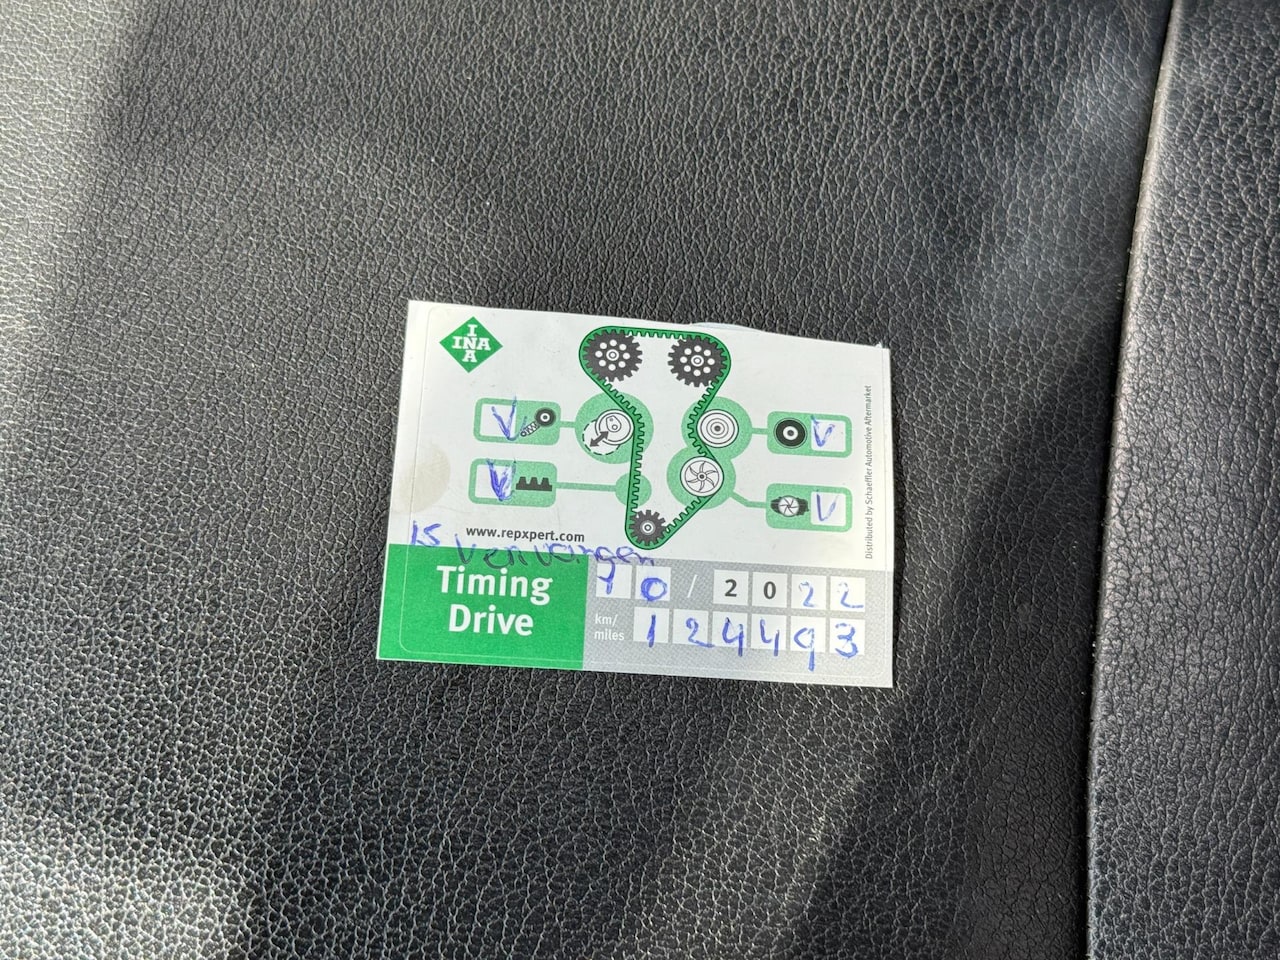 I
INA
A
V
V
V
V
www.repxpert.com
Distributed by Schaeffler Automotive Aftermarket
is vervangen
Timing
Drive
10 / 2022
km/
miles
124493